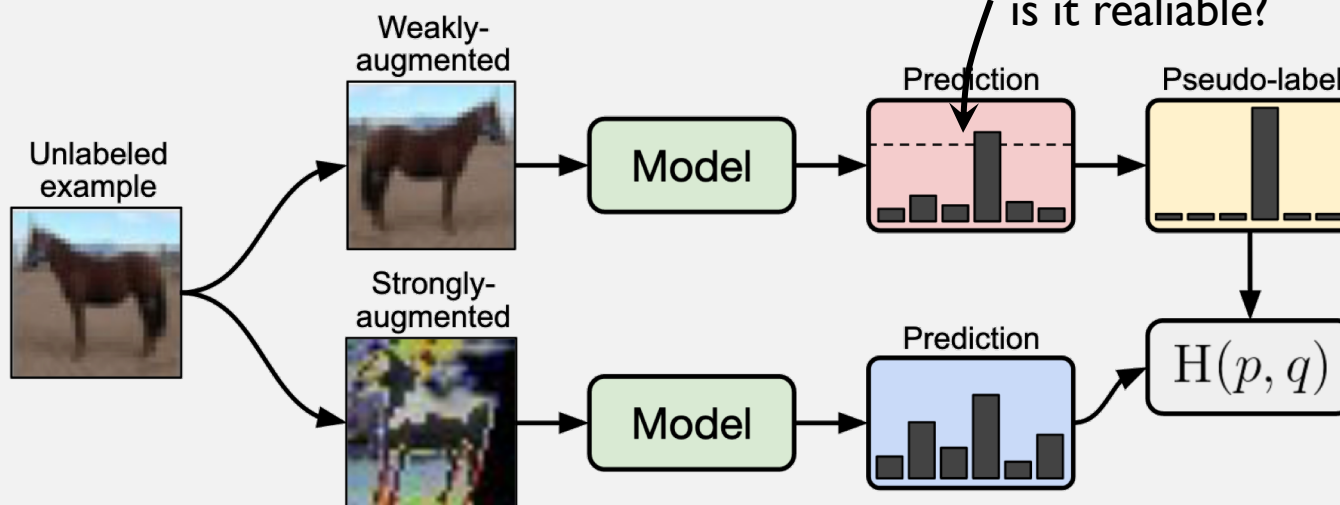 is it realiable?
Weakly-
augmented
Prediction
Pseudo-label
Unlabeled
example
Model
Strongly-
augmented
Prediction
Model
H(p, q)